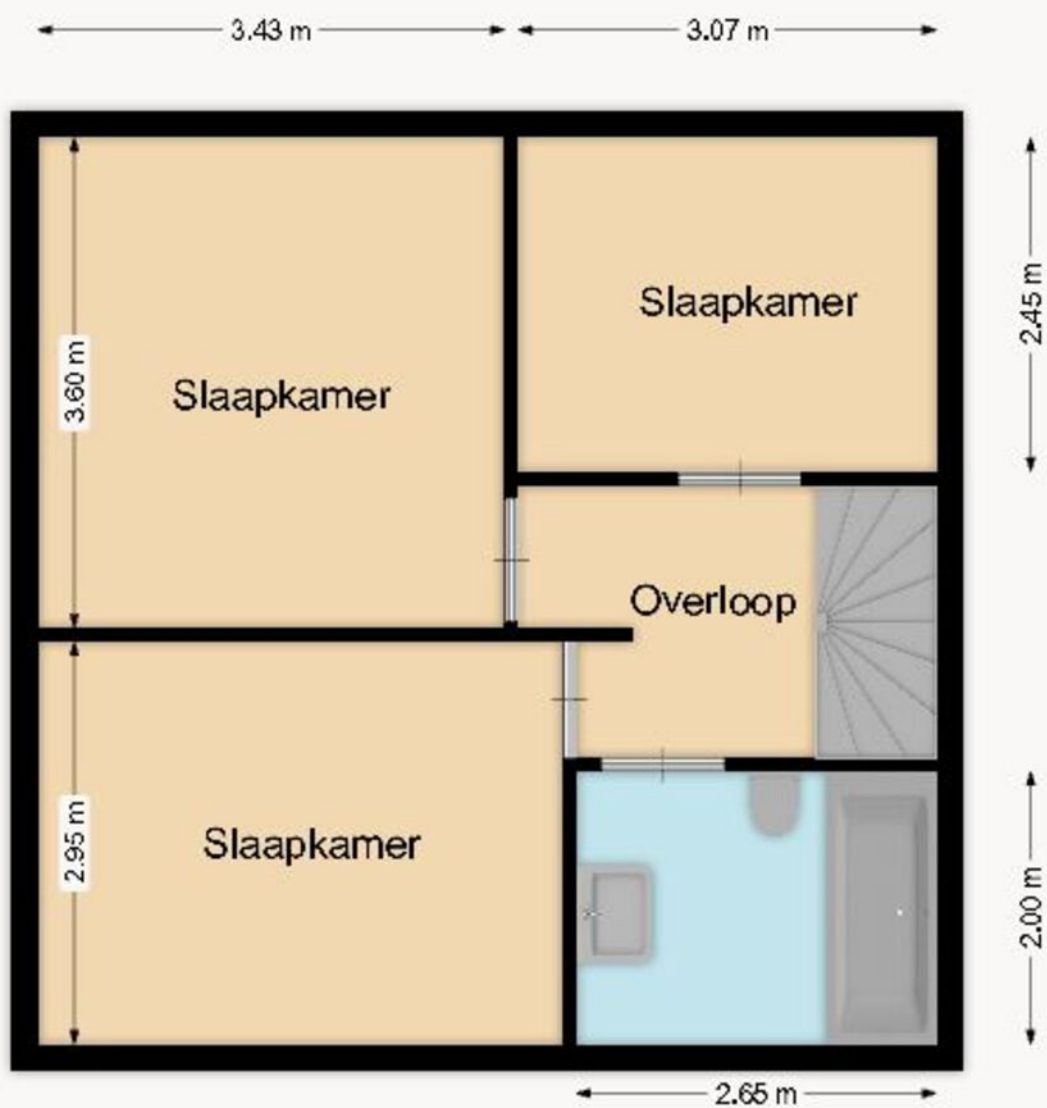 3.43 m
3.07 m
Slaapkamer
2.45 m
3.60 m
Slaapkamer
Overloop
2.95 m
Slaapkamer
2.00 m
2.65 m